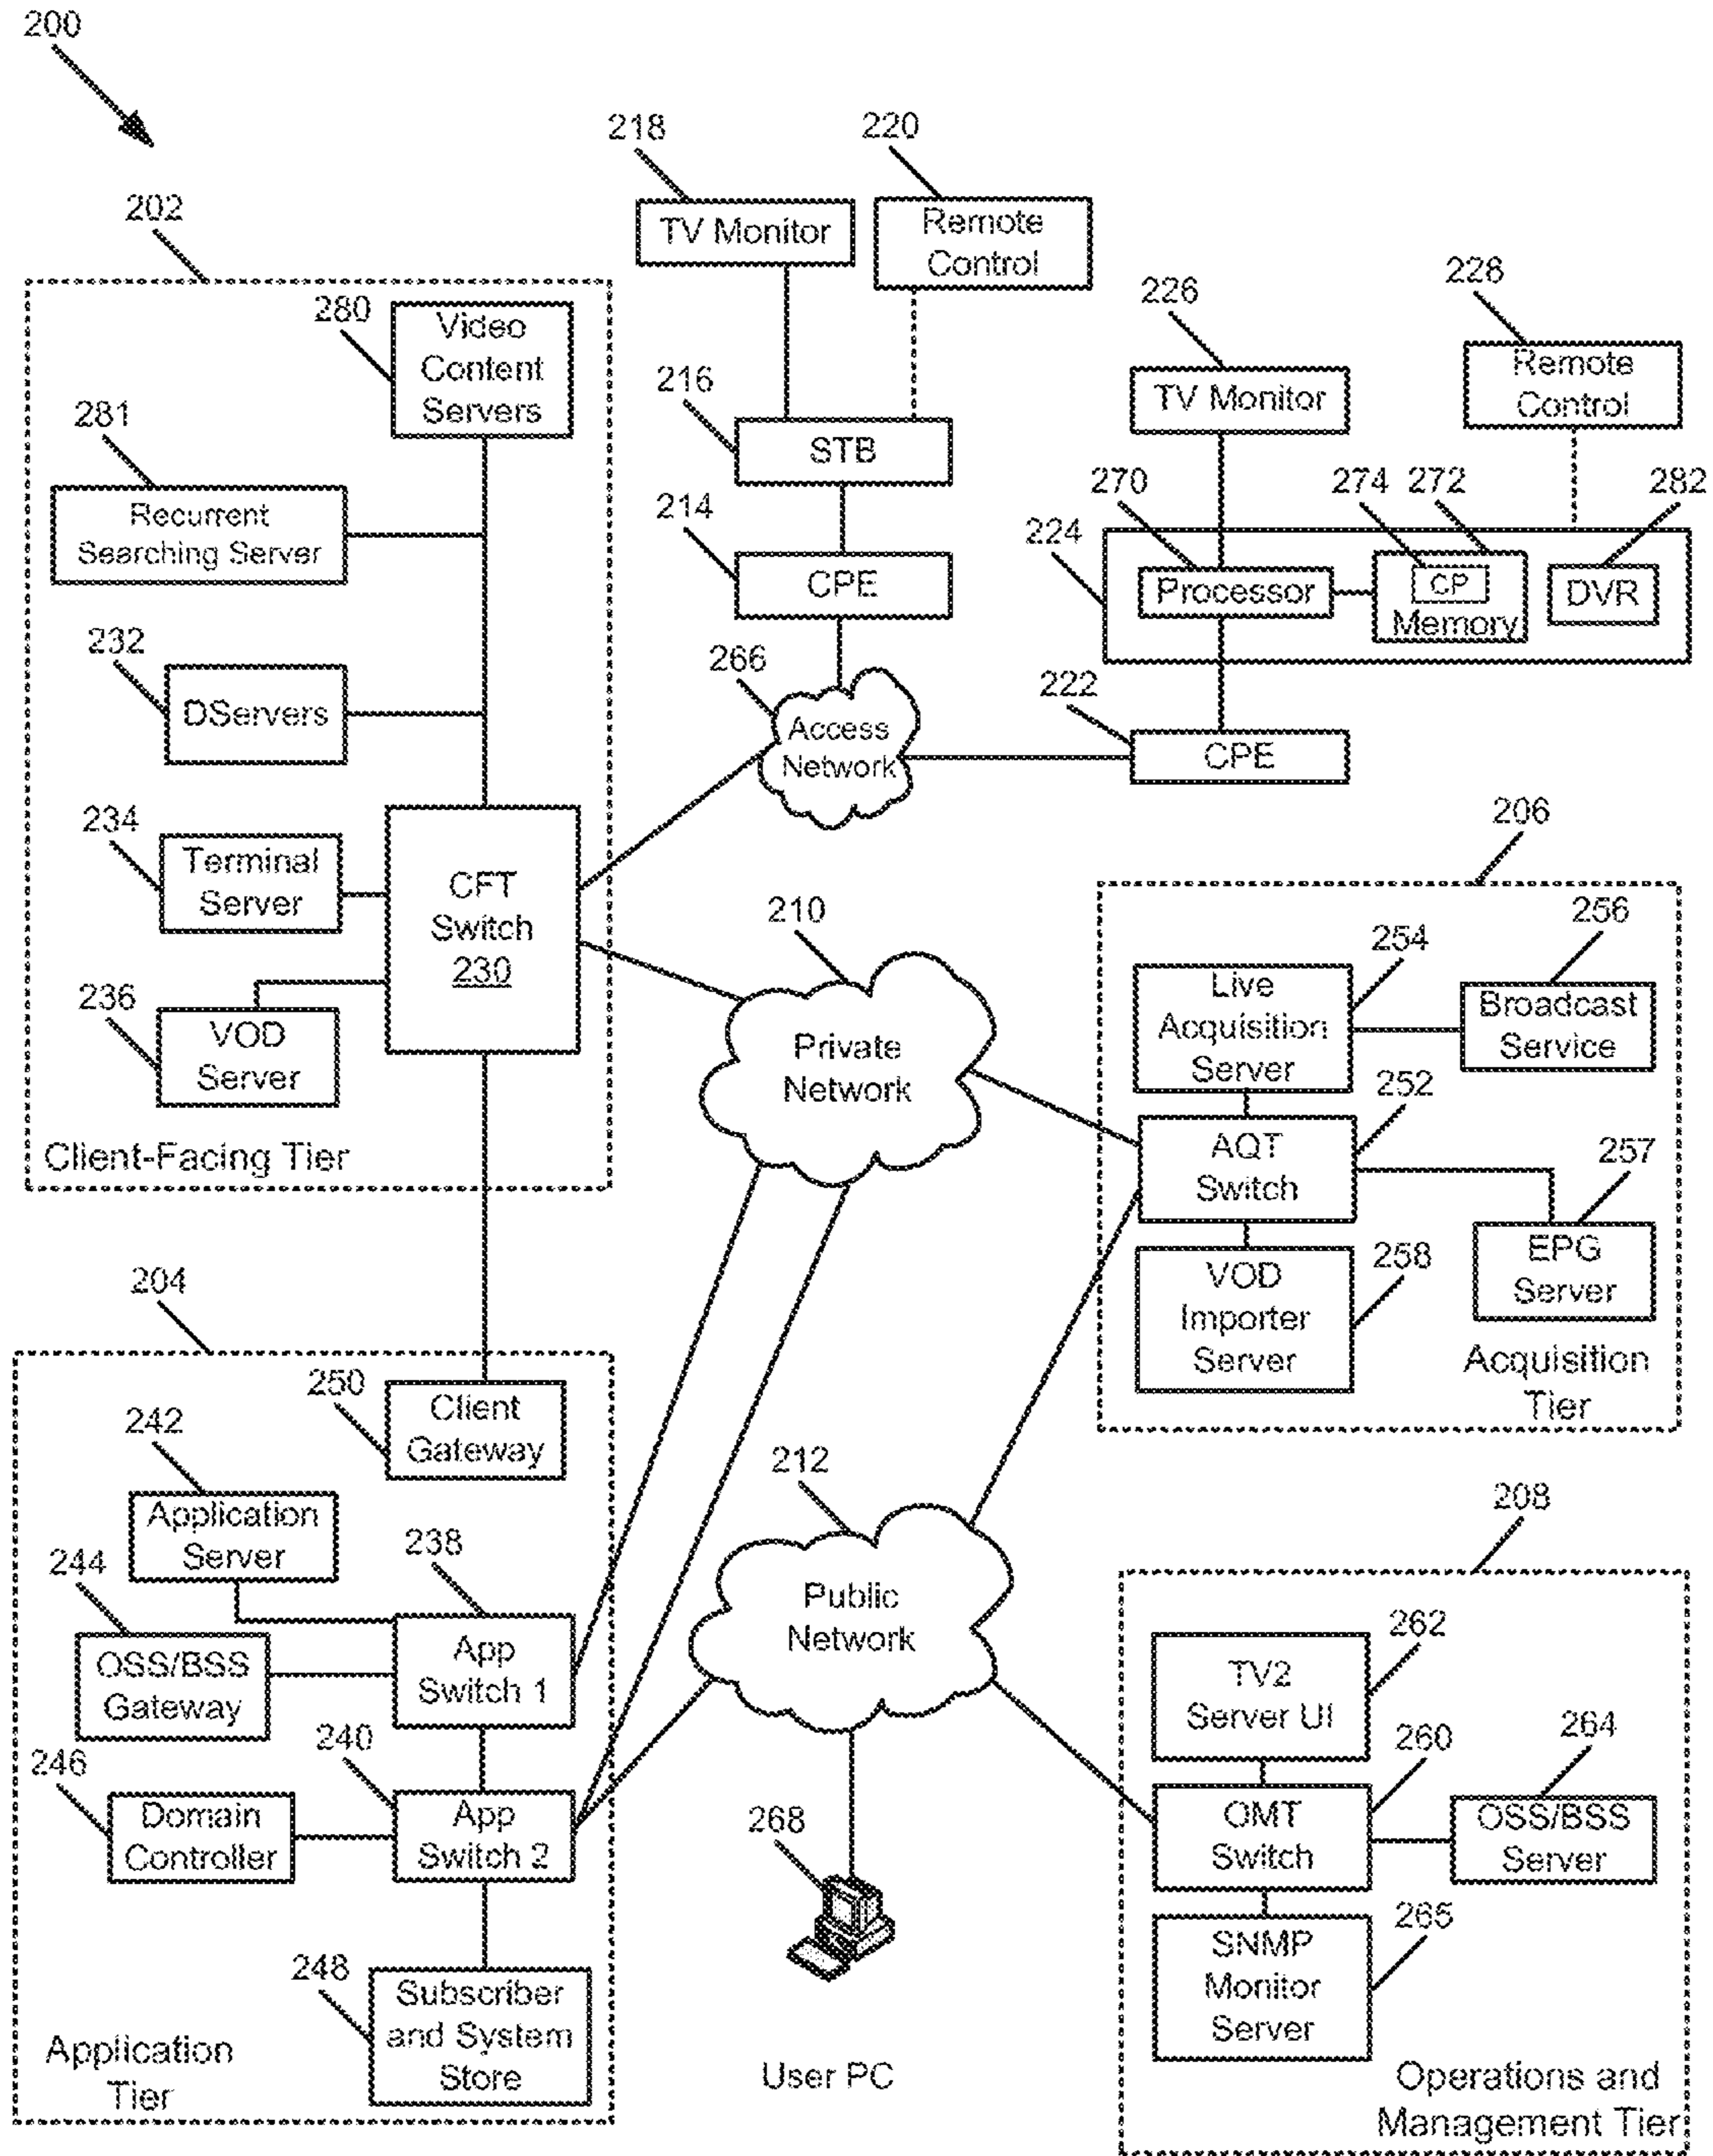 200
218
220
202
TV Monitor
Remote
Control
226
228
280
Video
Content
Servers
Remote
Control
TV Monitor
216
281
STB
270
274
272
282
214
Recurrent
Searching Server
224
CPE
Processor
CP
Memory
DVR
232
266
222
DServers
Access
Network
CPE
234
206
Terminal
Server
CFT
Switch
230
210
256
254
236
Live
Acquisition
Server
Broadcast
Service
VOD
Server
Private
Network
252
Client-Facing Tier
AQT
Switch
257
204
258
EPG
Server
VOD
Importer
Server
250
Client
Gateway
Acquisition
Tier
242
212
208
Application
Server
238
244
Public
Network
262
OSS/BSS
Gateway
App
Switch 1
TV2
Server UI
240
260
264
246
Domain
Controller
App
Switch 2
268
OMT
Switch
OSS/BSS
Server
265
248
SNMP
Monitor
Server
Subscriber
and System
Store
Application
Tier
User PC
Operations and
Management Tier